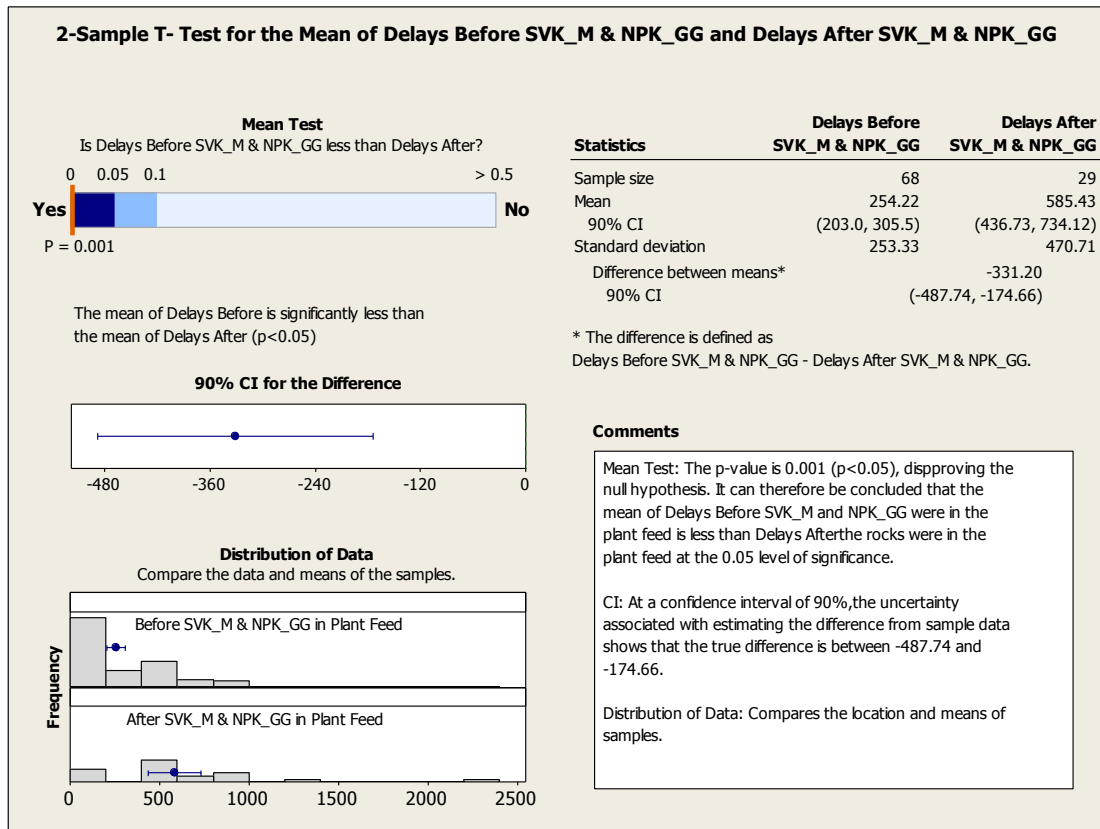 2-Sample T- Test for the Mean of Delays Before SVK_M & NPK_GG and Delays After SVK_M & NPK_GG
Mean Test
Is Delays Before SVK_M & NPK_GG less than Delays After?
0 0.05 0.1 > 0.5
Yes No
P = 0.001
The mean of Delays Before is significantly less than
the mean of Delays After (p<0.05)
90% CI for the Difference
-480 -360 -240 -120 0
Distribution of Data
Compare the data and means of the samples.
Frequency
Before SVK_M & NPK_GG in Plant Feed
After SVK_M & NPK_GG in Plant Feed
0 500 1000 1500 2000 2500
Delays Before Delays After
Statistics SVK_M & NPK_GG SVK_M & NPK_GG
Sample size 68 29
Mean 254.22 585.43
90% CI (203.0, 305.5) (436.73, 734.12)
Standard deviation 253.33 470.71
Difference between means* -331.20
90% CI (-487.74, -174.66)
* The difference is defined as
Delays Before SVK_M & NPK_GG - Delays After SVK_M & NPK_GG.
Comments
Mean Test: The p-value is 0.001 (p<0.05), dispproving the
null hypothesis. It can therefore be concluded that the
mean of Delays Before SVK_M and NPK_GG were in the
plant feed is less than Delays Afterthe rocks were in the
plant feed at the 0.05 level of significance.
CI: At a confidence interval of 90%,the uncertainty
associated with estimating the difference from sample data
shows that the true difference is between -487.74 and
-174.66.
Distribution of Data: Compares the location and means of
samples.